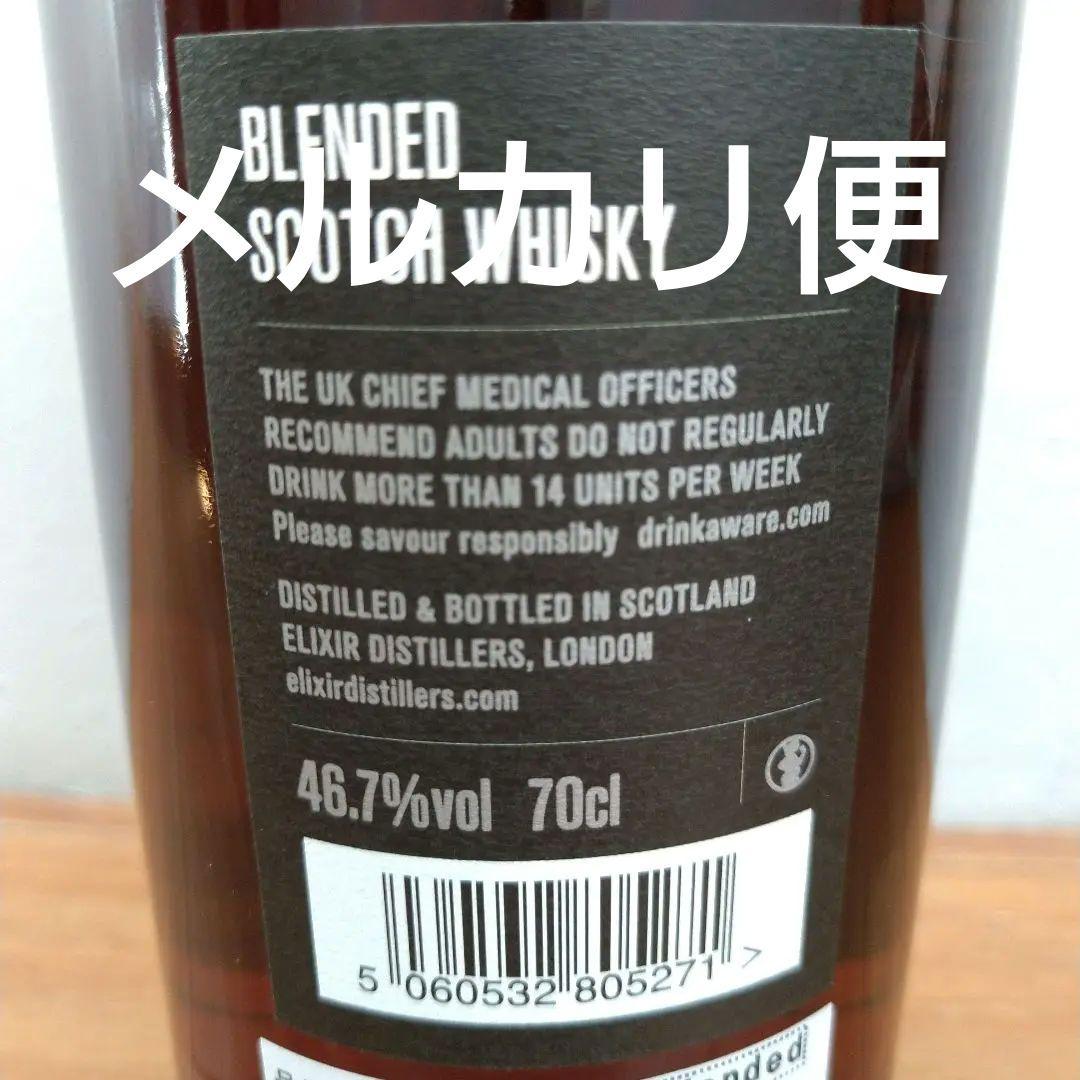 BLENDED
メルカリ便
SCOTCH WHISKY
THE UK CHIEF MEDICAL OFFICERS
RECOMMEND ADULTS DO NOT REGULARLY
DRINK MORE THAN 14 UNITS PER WEEK
Please savour responsibly drinkaware.com
DISTILLED & BOTTLED IN SCOTLAND
ELIXIR DISTILLERS, LONDON
elixirdistillers.com
46.7%vol 70cl
5 060532 805271 >